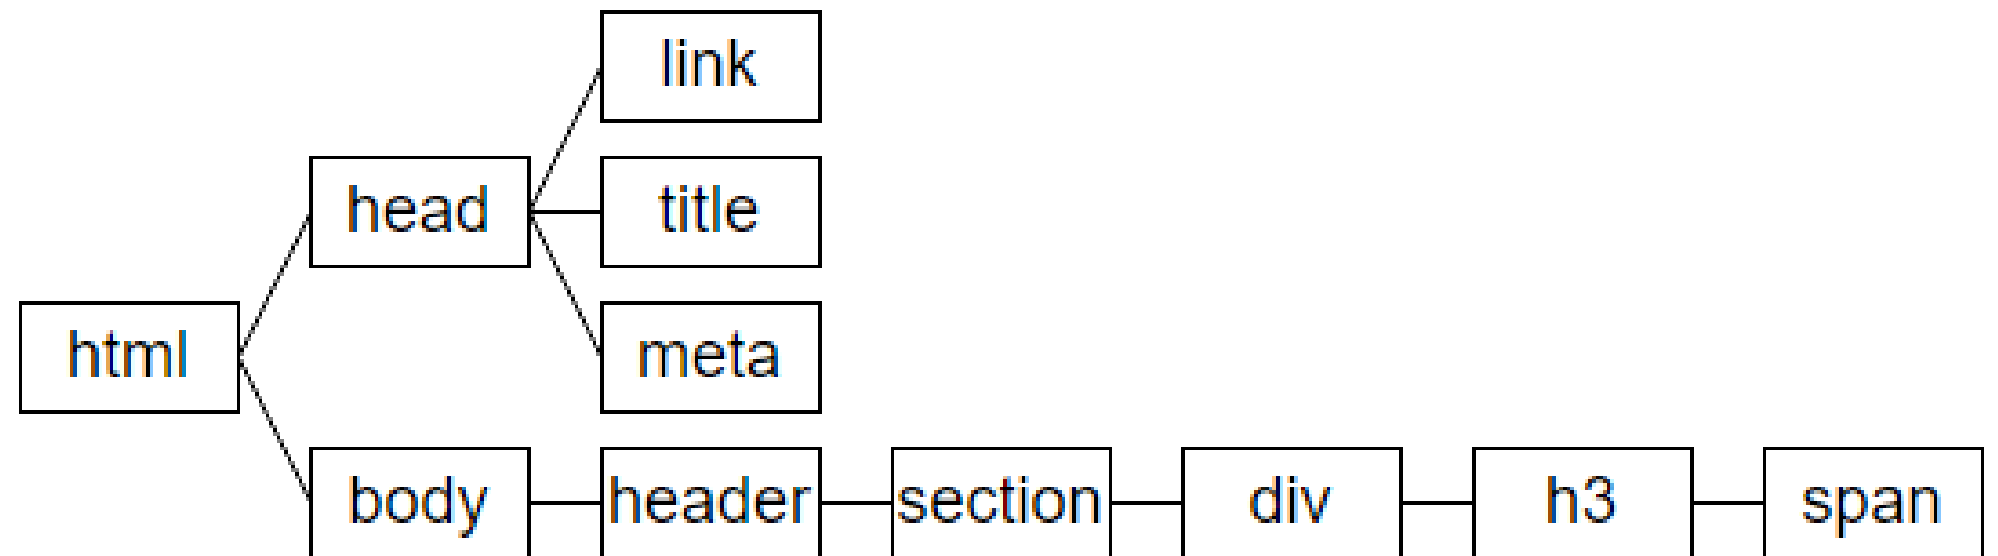 link
head
title
html
meta
body
header
section
div
h3
span